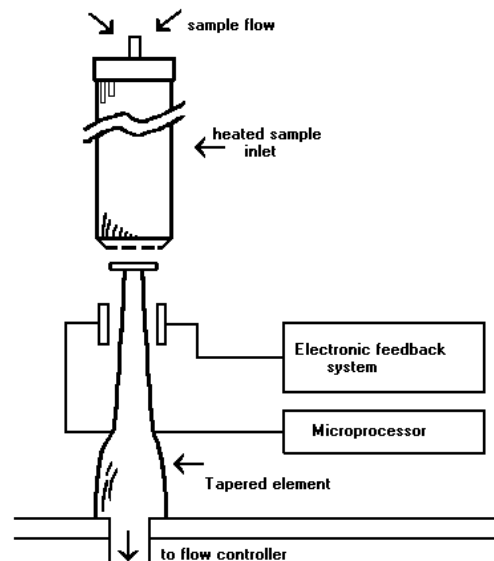 sample flow
heated sample
inlet
Electronic feedback
system
Microprocessor
Tapered element
to flow controller